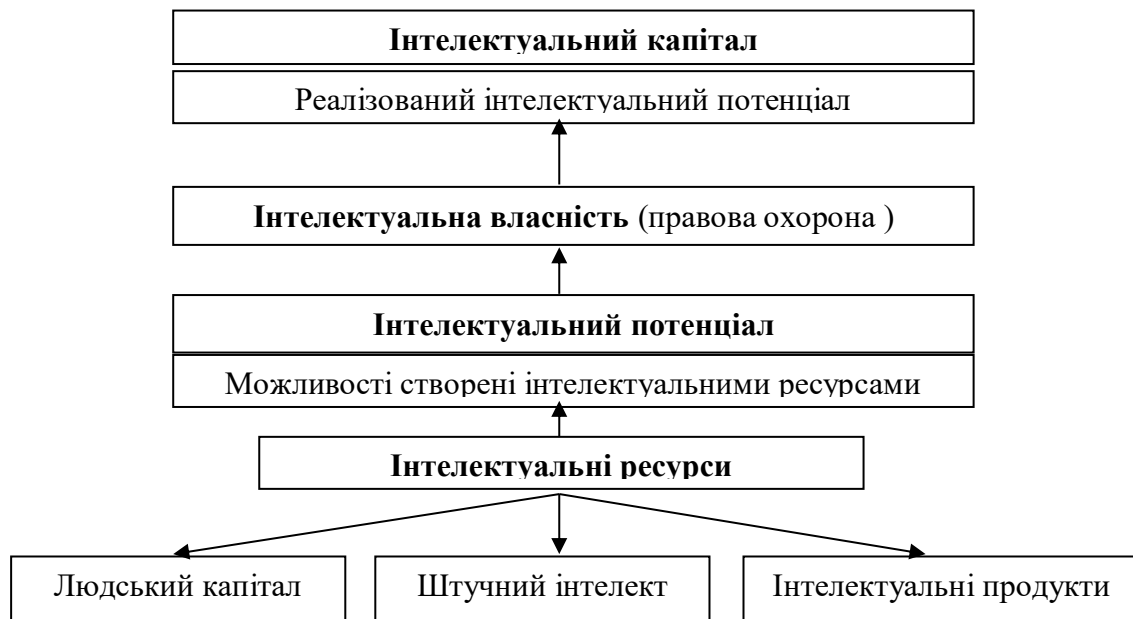 Інтелектуальний капітал
Реалізований інтелектуальний потенціал
Інтелектуальна власність (правова охорона )
Інтелектуальний потенціал
Можливості створені інтелектуальними ресурсами
Інтелектуальні ресурси
Людський капітал
Штучний інтелект
Інтелектуальні продукти